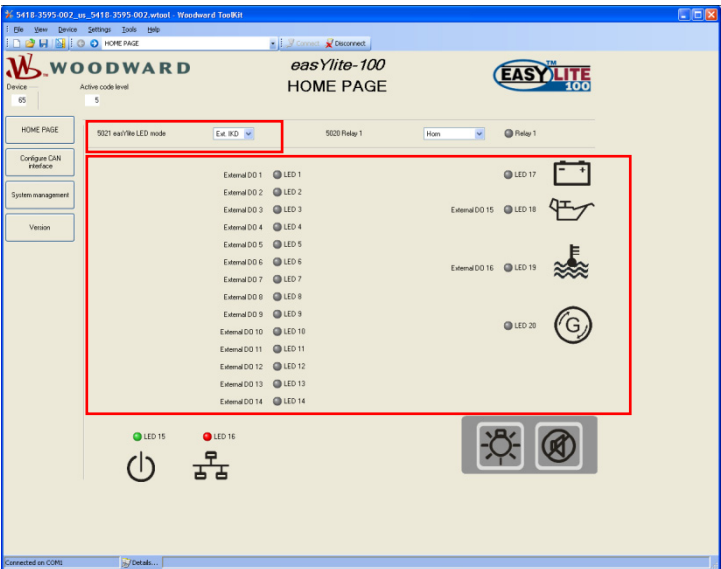 5418-3595-002_us_5418-3595-002.wtool - Woodward ToolKit
File View Device Settings Tools Help
HOME PAGE Connect Disconnect
WOODWARD
easYlite-100
HOME PAGE
EASYLITE TM
100
Device Active code level
65 5
HOME PAGE
Configure CAN
interface
System management
Version
5021 easYlite LED mode Ext. IKD 5020 Relay 1 Horn Relay 1
External DO 1 LED 1 LED 17 - +
External DO 2 LED 2
External DO 3 LED 3 External DO 15 LED 18
External DO 4 LED 4
External DO 5 LED 5
External DO 6 LED 6 External DO 16 LED 19
External DO 7 LED 7
External DO 8 LED 8
External DO 9 LED 9
External DO 10 LED 10 LED 20 G
External DO 11 LED 11
External DO 12 LED 12
External DO 13 LED 13
External DO 14 LED 14
LED 15 LED 16
Connected on COM1 Details...